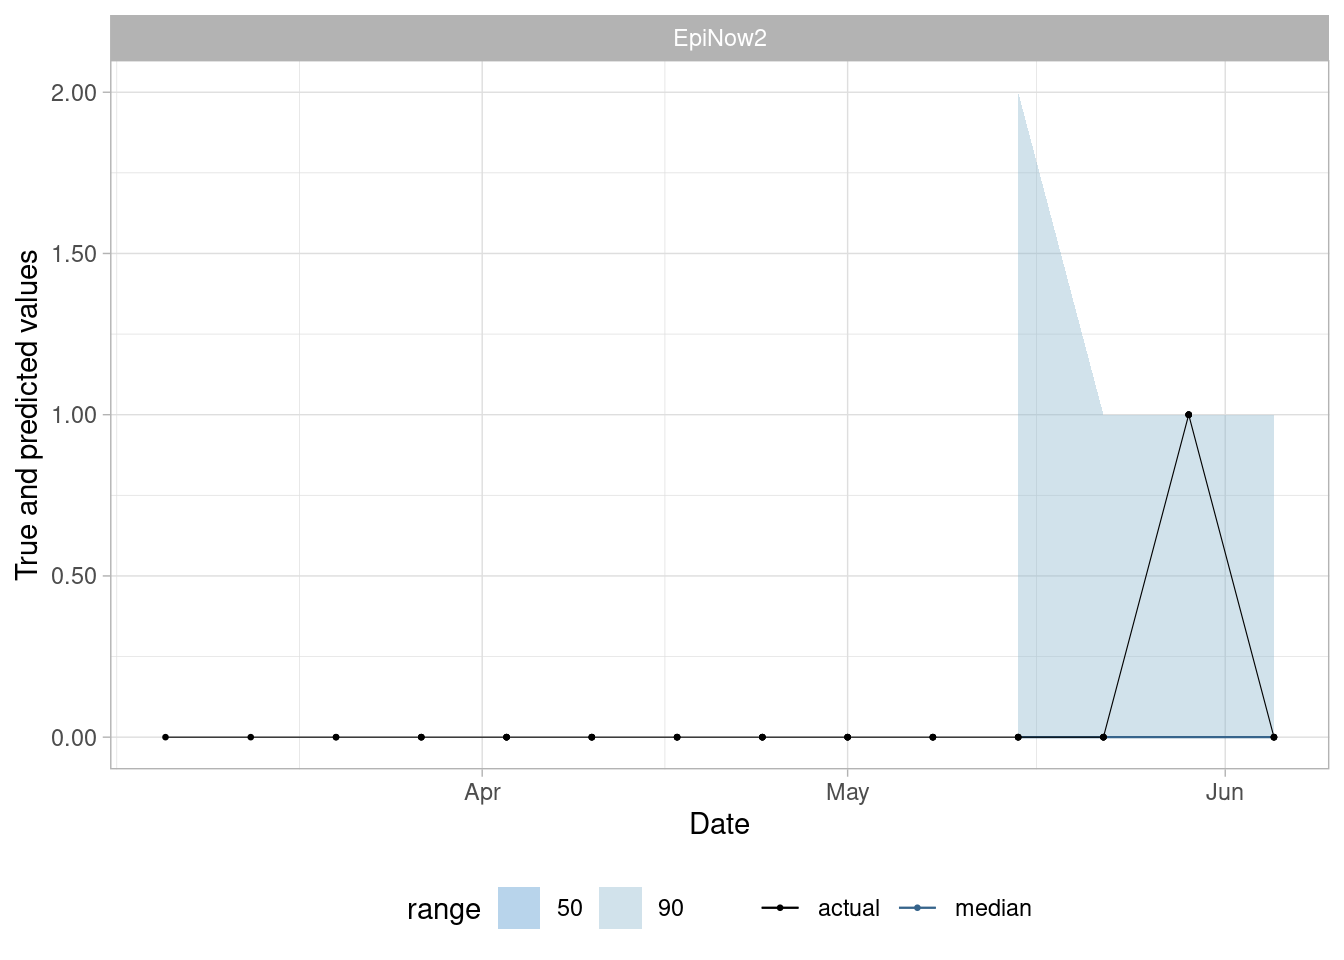 EpiNow2
2.00
1.50
1.00
0.50
0.00
True and predicted values
Apr May Jun
Date
range 50 90 actual median